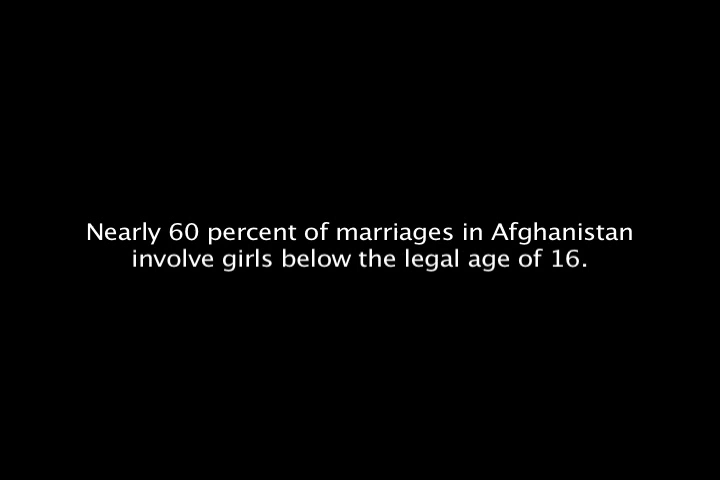 Nearly 60 percent of marriages in Afghanistan
involve girls below the legal age of 16.